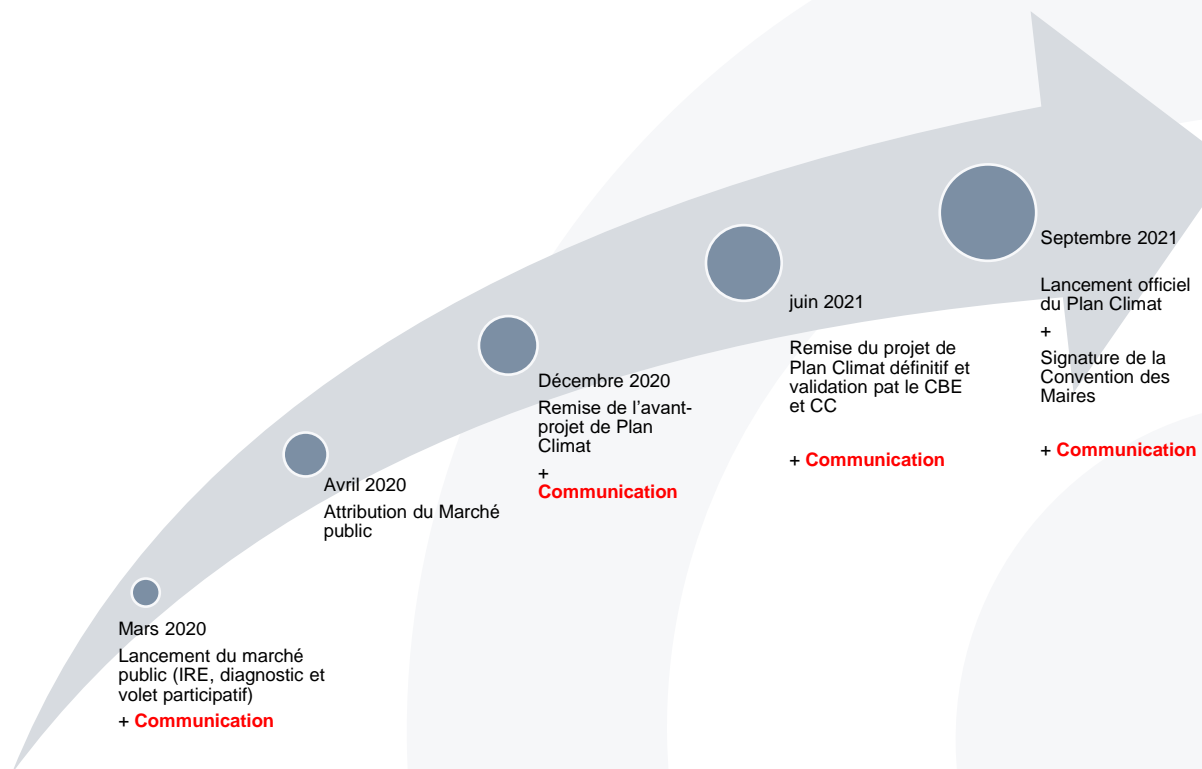 Mars 2020
Lancement du marché
public (IRE, diagnostic et
volet participatif)
+ Communication
Avril 2020
Attribution du Marché
public
Décembre 2020
Remise de l’avant-
projet de Plan
Climat
+
Communication
juin 2021
Remise du projet de
Plan Climat définitif et
validation pat le CBE
et CC
+ Communication
Septembre 2021
Lancement officiel
du Plan Climat
+
Signature de la
Convention des
Maires
+ Communication